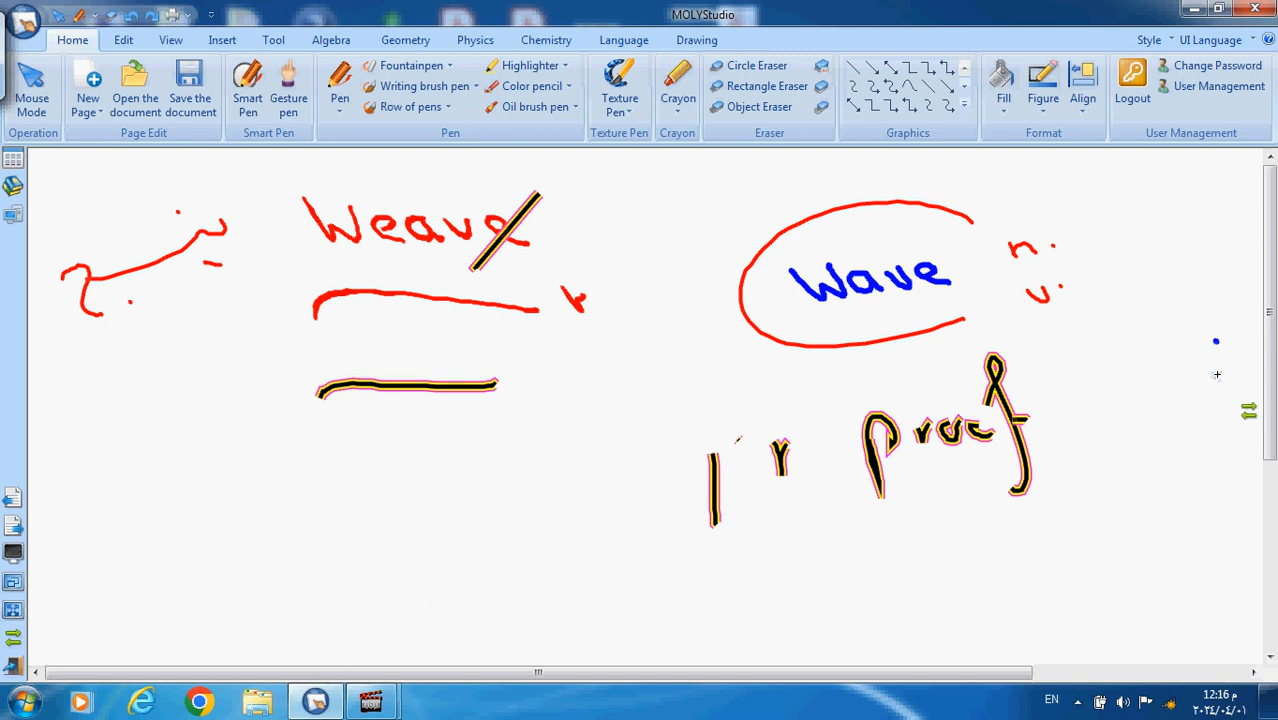 MOLYStudio
Home Edit View Insert Tool Algebra Geometry Physics Chemistry Language Drawing Style UI Language
Mouse Mode
Operation
New Page
Open the document
Save the document
Page Edit
Smart Pen
Gesture pen
Smart Pen
Pen
Fountainpen
Writing brush pen
Row of pens
Highlighter
Color pencil
Oil brush pen
Pen
Texture Pen
Texture Pen
Crayon
Crayon
Circle Eraser
Rectangle Eraser
Object Eraser
Eraser
Graphics
Fill
Figure
Align
Format
Logout
Change Password
User Management
User Management
Weave
Wave
n.
v.
r
EN
12:16 م
٢٠٢٤/٠٤/٠١